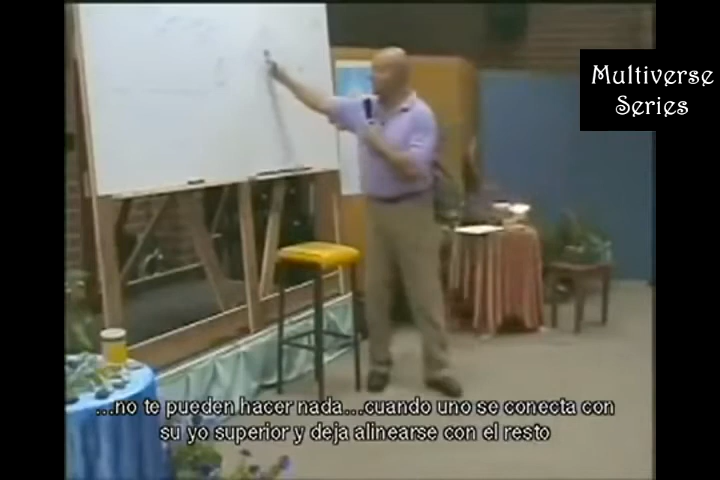 Multiverse
Series
...no te pueden hacer nada...cuando uno se conecta con
su yo superior y deja alinearse con el resto